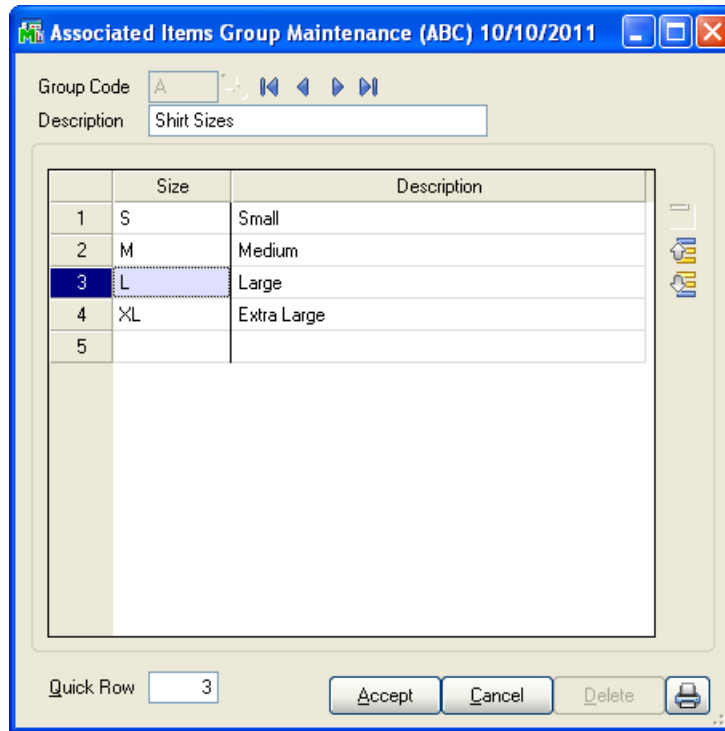 Associated Items Group Maintenance (ABC) 10/10/2011
Group Code A
Description Shirt Sizes
Size Description
1 S Small
2 M Medium
3 L Large
4 XL Extra Large
5
Quick Row 3 Accept Cancel Delete